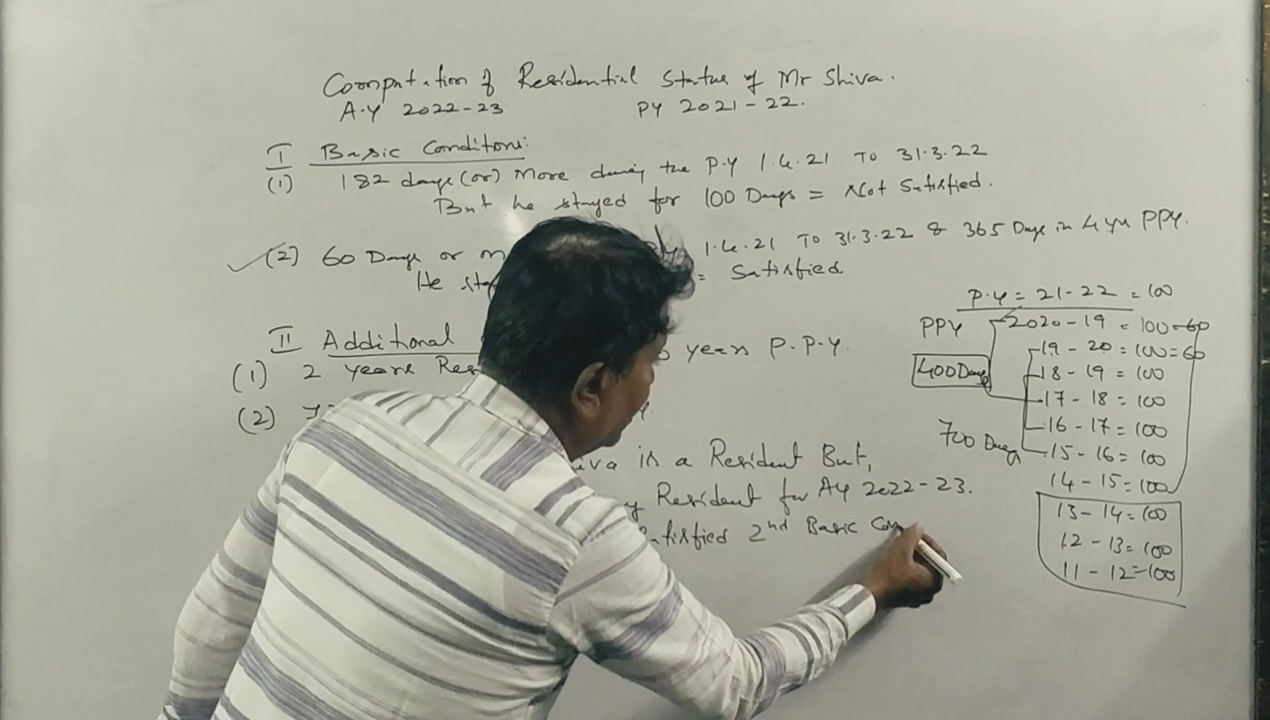 Computation of Residential Status of Mr Shiva.
A.Y 2022-23 PY 2021-22.
I Basic Conditions:
(1) 182 days (or) More during the P.Y 1.4.21 To 31.3.22
But he stayed for 100 Days = Not Satisfied.
(2) 60 Days or 1.4.21 To 31.3.22 & 365 Days in 4 yrs PPY.
He = Satisfied
II Additional
(1) 2 years years P.P.Y.
(2)
is a Resident But,
Resident for AY 2022-23.
2nd Basic
P.Y = 21-22 = 100
PPY 2020-19 = 100=60
19-20 = 100=60
400 Days 18-19 = 100
17-18 = 100
16-17 = 100
700 Days 15-16 = 100
14-15 = 100
13-14 = 100
12-13 = 100
11-12 = 100